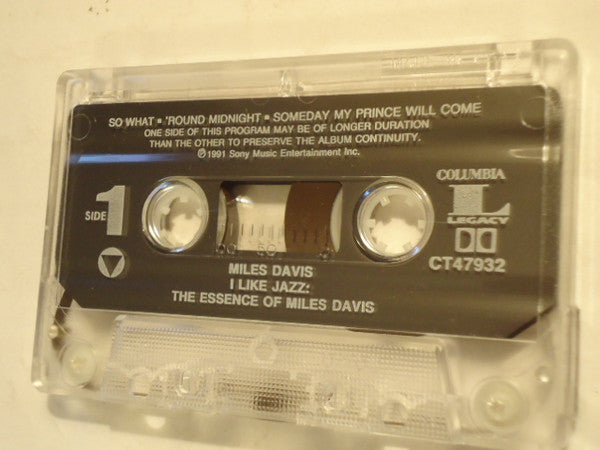 SO WHAT ▪ 'ROUND MIDNIGHT ▪ SOMEDAY MY PRINCE WILL COME
ONE SIDE OF THIS PROGRAM MAY BE OF LONGER DURATION
THAN THE OTHER TO PRESERVE THE ALBUM CONTINUITY.
℗1991 Sony Music Entertainment Inc.
SIDE 1
COLUMBIA
L
LEGACY
CT47932
50
MILES DAVIS
I LIKE JAZZ:
THE ESSENCE OF MILES DAVIS